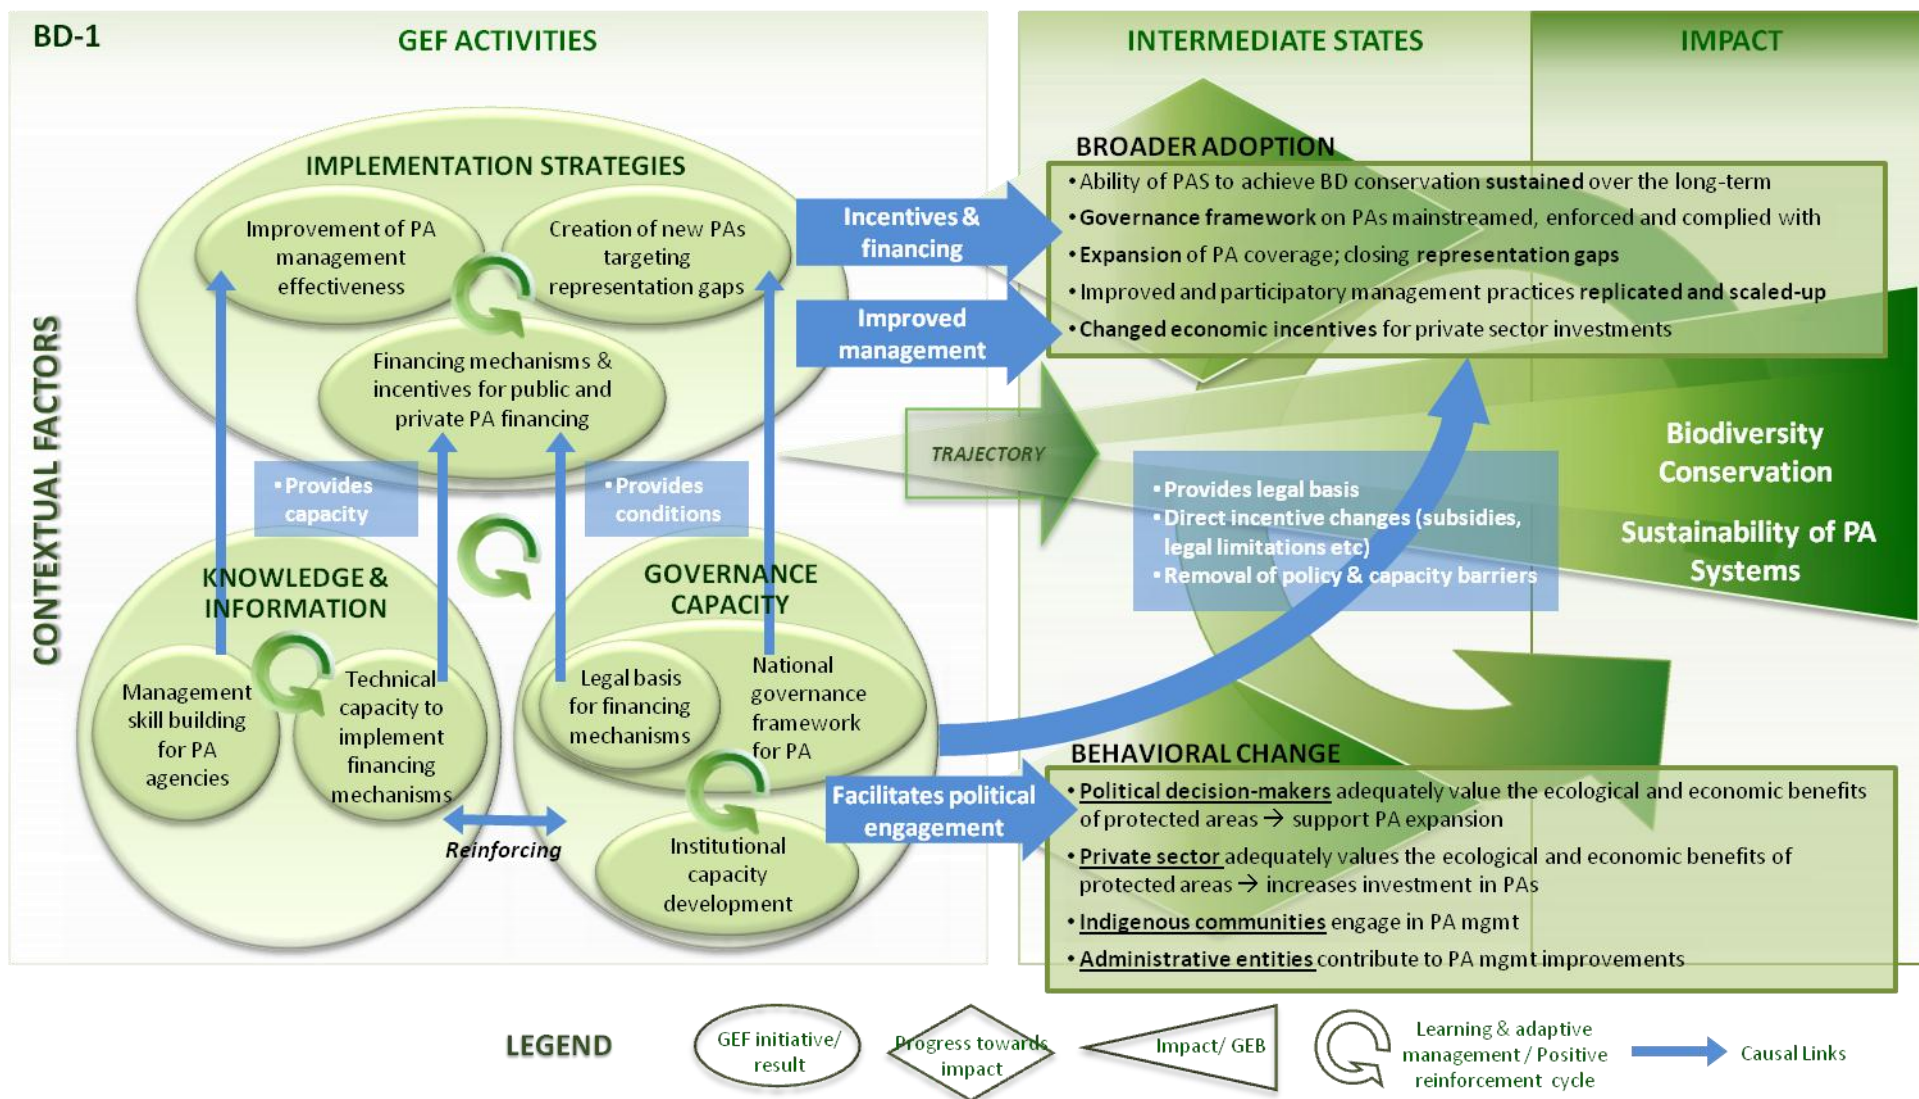 BD-1
GEF ACTIVITIES
INTERMEDIATE STATES
IMPACT
CONTEXTUAL FACTORS
IMPLEMENTATION STRATEGIES
Improvement of PA
management
effectiveness
Creation of new PAs
targeting
representation gaps
Financing mechanisms &
incentives for public and
private PA financing
Incentives &
financing
Improved
management
BROADER ADOPTION
• Ability of PAS to achieve BD conservation sustained over the long-term
• Governance framework on PAs mainstreamed, enforced and complied with
• Expansion of PA coverage; closing representation gaps
• Improved and participatory management practices replicated and scaled-up
• Changed economic incentives for private sector investments
TRAJECTORY
▪ Provides
capacity
▪ Provides
conditions
▪ Provides legal basis
▪ Direct incentive changes (subsidies,
legal limitations etc)
▪ Removal of policy & capacity barriers
Biodiversity
Conservation
Sustainability of PA
Systems
KNOWLEDGE &
INFORMATION
Management
skill building
for PA
agencies
Technical
capacity to
implement
financing
mechanisms
Reinforcing
GOVERNANCE
CAPACITY
Legal basis
for financing
mechanisms
National
governance
framework
for PA
Institutional
capacity
development
Facilitates political
engagement
BEHAVIORAL CHANGE
• Political decision-makers adequately value the ecological and economic benefits
of protected areas → support PA expansion
• Private sector adequately values the ecological and economic benefits of
protected areas → increases investment in PAs
• Indigenous communities engage in PA mgmt
• Administrative entities contribute to PA mgmt improvements
LEGEND
GEF initiative/
result
Progress towards
impact
Impact/ GEB
Learning & adaptive
management / Positive
reinforcement cycle
Causal Links